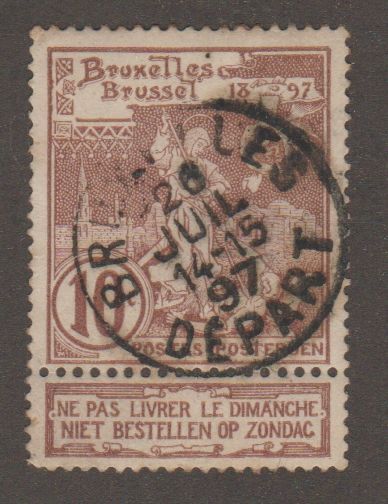 Bruxelles
Brussel 1897
BRUXELLES
26
JUIL
14-15
97
DEPART
10
POSTES POSTERIJEN
NE PAS LIVRER LE DIMANCHE
NIET BESTELLEN OP ZONDAG